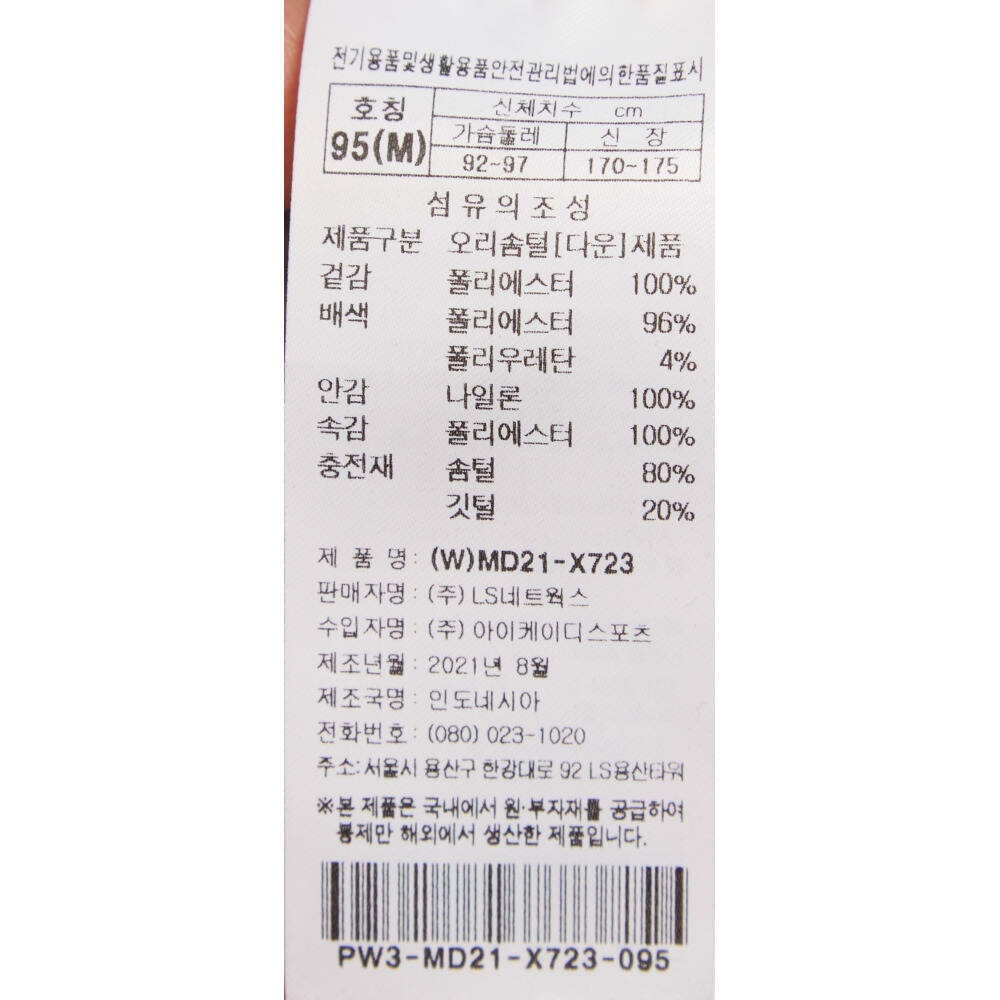 전기용품및생활용품안전관리법에의한품질표시
호칭 신체치수 cm
95(M) 가슴둘레 신 장
92~97 170~175
섬유의조성
제품구분 오리솜털[다운]제품
겉감 폴리에스터 100%
배색 폴리에스터 96%
폴리우레탄 4%
안감 나일론 100%
속감 폴리에스터 100%
충전재 솜털 80%
깃털 20%
제 품 명: (W)MD21-X723
판매자명: (주) LS네트웍스
수입자명: (주) 아이케이디스포츠
제조년월: 2021년 8월
제조국명: 인도네시아
전화번호: (080) 023-1020
주소:서울시 용산구 한강대로 92 LS용산타워
※본 제품은 국내에서 원·부자재를 공급하여
봉제만 해외에서 생산한 제품입니다.
PW3-MD21-X723-095